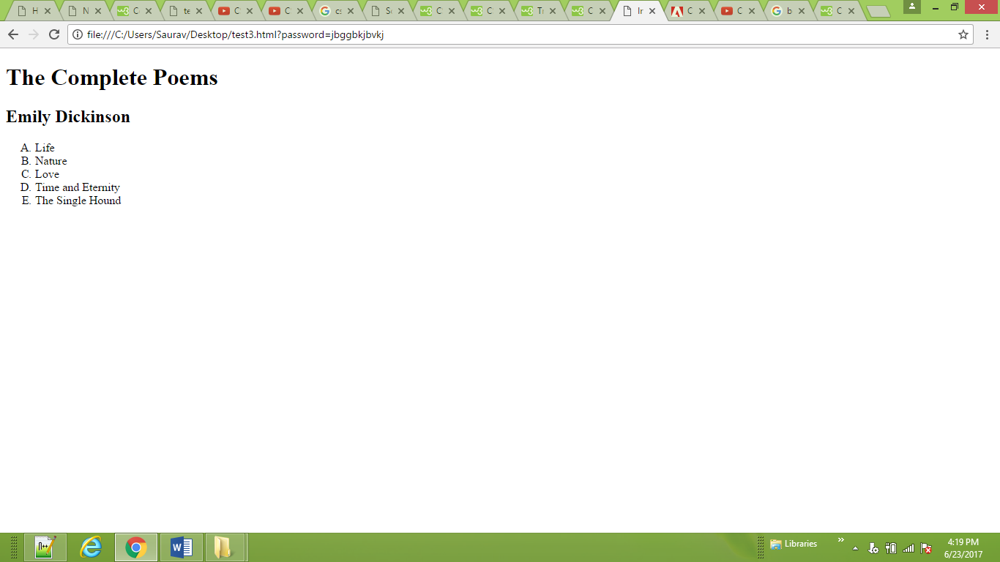 H N C te C C cs Sc C C Tr C Ir C C b C
file:///C:/Users/Saurav/Desktop/test3.html?password=jbggbkjbvkj
The Complete Poems
Emily Dickinson
A. Life
B. Nature
C. Love
D. Time and Eternity
E. The Single Hound
Libraries
4:19 PM
6/23/2017